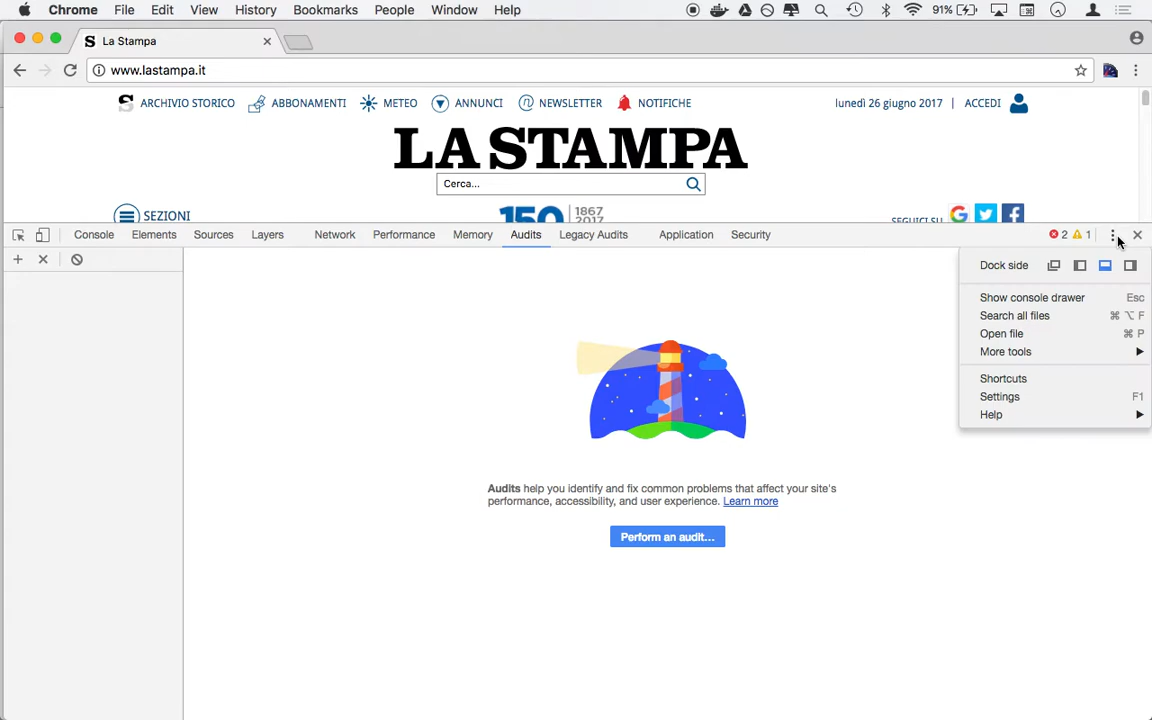 Chrome File Edit View History Bookmarks People Window Help 91%
La Stampa
www.lastampa.it
ARCHIVIO STORICO ABBONAMENTI METEO ANNUNCI NEWSLETTER NOTIFICHE lunedì 26 giugno 2017 | ACCEDI
LA STAMPA
Cerca...
SEZIONI 150 1867 2017 SEGUICI SU
Console Elements Sources Layers Network Performance Memory Audits Legacy Audits Application Security 2 1
Dock side
Show console drawer Esc
Search all files ⌘ ⌥ F
Open file ⌘ P
More tools
Shortcuts
Settings F1
Help
Audits help you identify and fix common problems that affect your site's
performance, accessibility, and user experience. Learn more
Perform an audit...